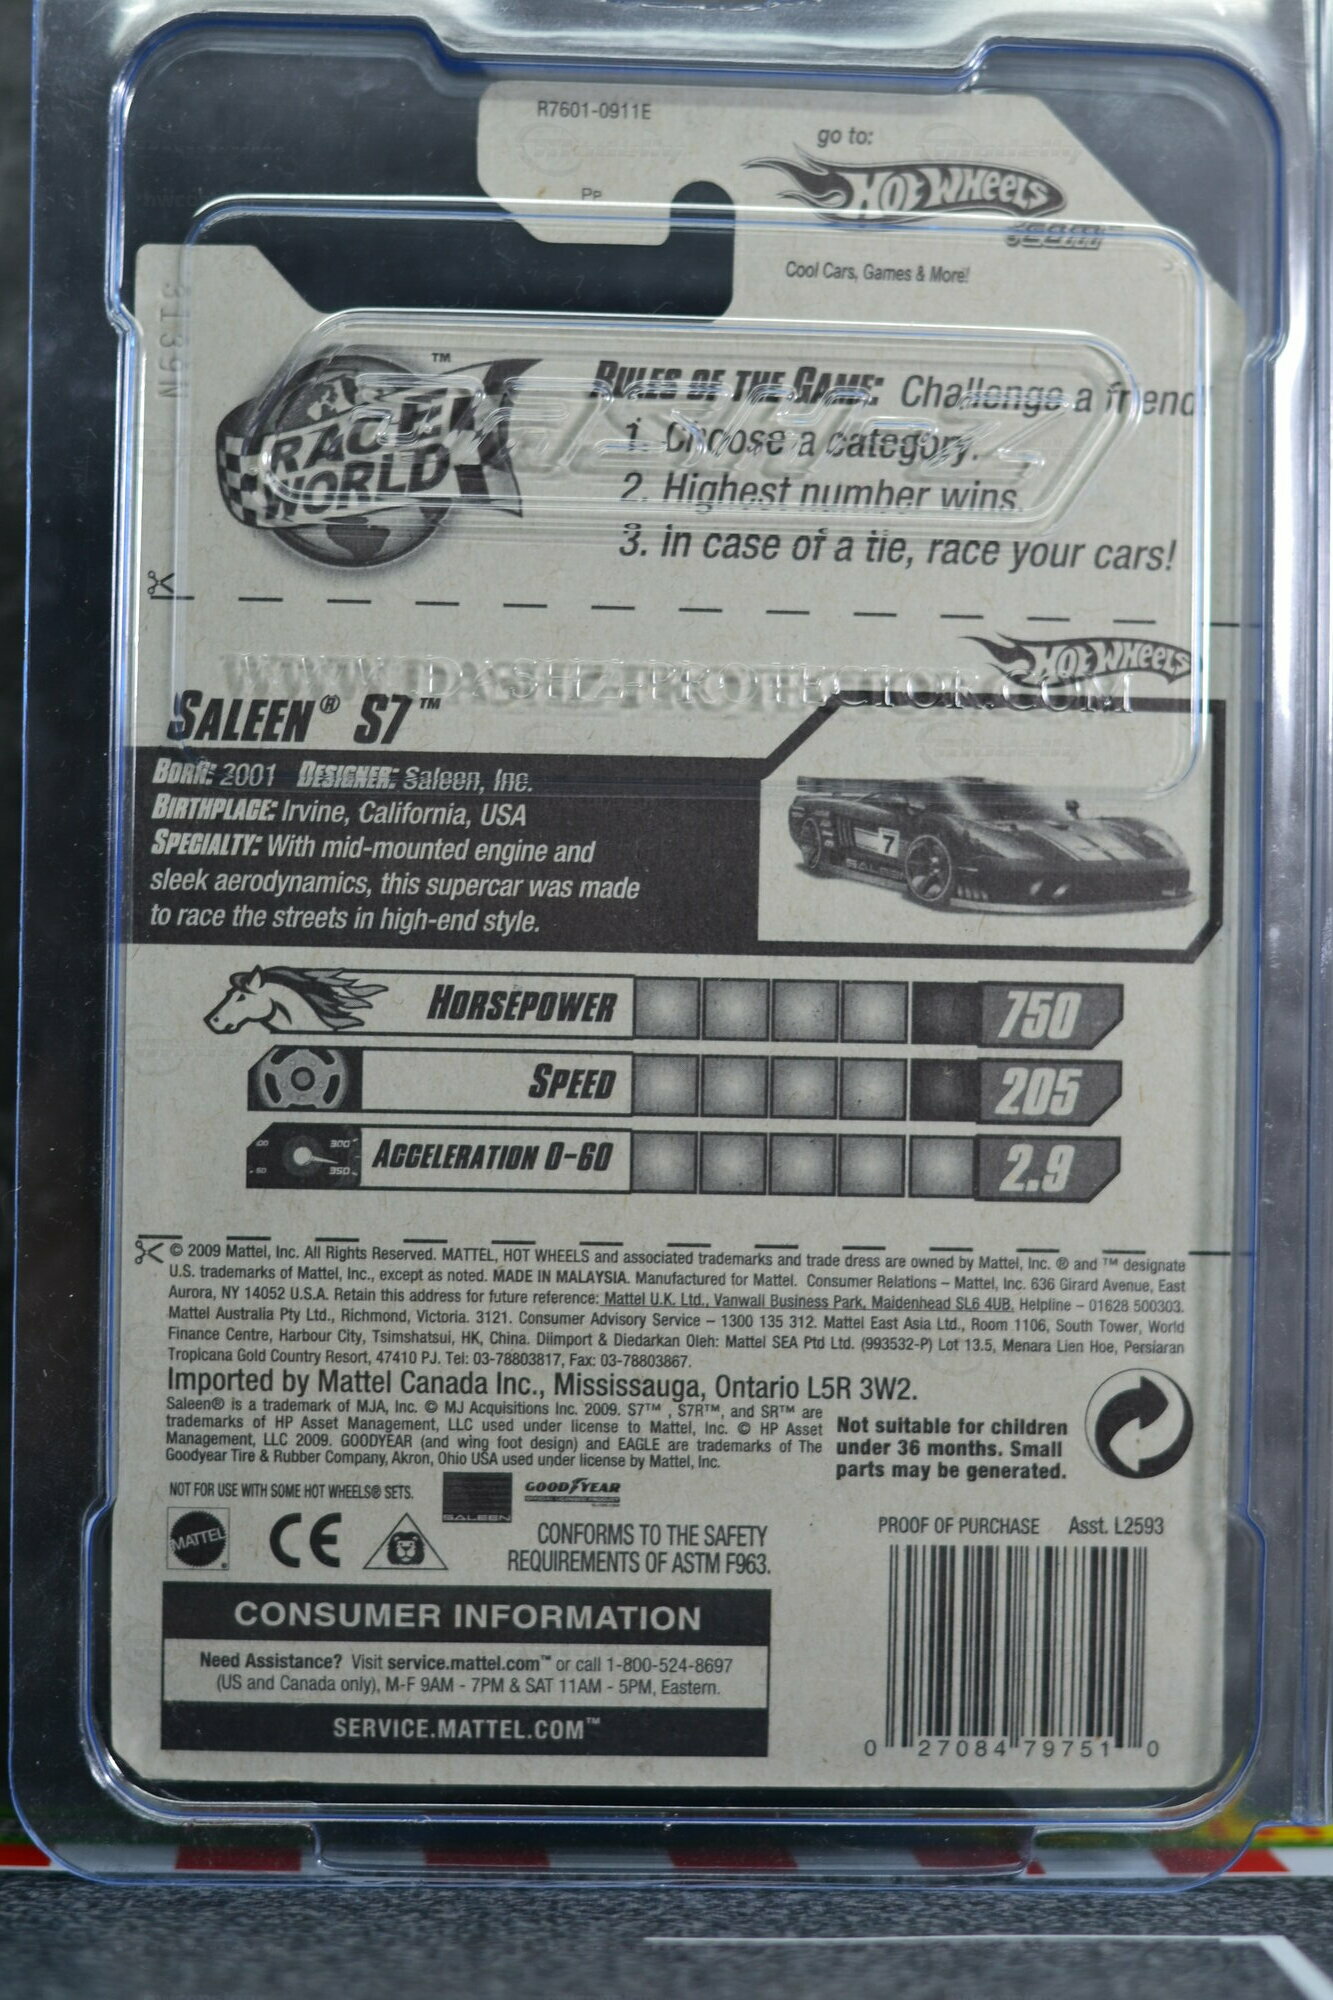 R7601-0911E
go to:
Pp
HOT WHEELS
.com
Cool Cars, Games & More!
3139N
RACE WORLD™
RULES OF THE GAME: Challenge a friend
1. Choose a category.
2. Highest number wins.
3. In case of a tie, race your cars!
HOT WHEELS
WWW.DASHZ-PROTECTOR.COM
SALEEN® S7™
BORN: 2001 DESIGNER: Saleen, Inc.
BIRTHPLACE: Irvine, California, USA
SPECIALTY: With mid-mounted engine and
sleek aerodynamics, this supercar was made
to race the streets in high-end style.
7
SALEEN
HORSEPOWER 750
SPEED 205
ACCELERATION 0-60 2.9
300
350
© 2009 Mattel, Inc. All Rights Reserved. MATTEL, HOT WHEELS and associated trademarks and trade dress are owned by Mattel, Inc. ® and ™ designate
U.S. trademarks of Mattel, Inc., except as noted. MADE IN MALAYSIA. Manufactured for Mattel. Consumer Relations – Mattel, Inc. 636 Girard Avenue, East
Aurora, NY 14052 U.S.A. Retain this address for future reference: Mattel U.K. Ltd., Vanwall Business Park, Maidenhead SL6 4UB. Helpline – 01628 500303.
Mattel Australia Pty Ltd., Richmond, Victoria. 3121. Consumer Advisory Service – 1300 135 312. Mattel East Asia Ltd., Room 1106, South Tower, World
Finance Centre, Harbour City, Tsimshatsui, HK, China. Diimport & Diedarkan Oleh: Mattel SEA Ptd Ltd. (993532-P) Lot 13.5, Menara Lien Hoe, Persiaran
Tropicana Gold Country Resort, 47410 PJ. Tel: 03-78803817, Fax: 03-78803867.
Imported by Mattel Canada Inc., Mississauga, Ontario L5R 3W2.
Saleen® is a trademark of MJA, Inc. © MJ Acquisitions Inc. 2009. S7™ , S7R™, and SR™ are
trademarks of HP Asset Management, LLC used under license to Mattel, Inc. © HP Asset
Management, LLC 2009. GOODYEAR (and wing foot design) and EAGLE are trademarks of The
Goodyear Tire & Rubber Company, Akron, Ohio USA used under license by Mattel, Inc.
Not suitable for children
under 36 months. Small
parts may be generated.
NOT FOR USE WITH SOME HOT WHEELS® SETS.
SALEEN
GOODYEAR
MATTEL
CE
CONFORMS TO THE SAFETY
REQUIREMENTS OF ASTM F963.
PROOF OF PURCHASE Asst. L2593
CONSUMER INFORMATION
Need Assistance? Visit service.mattel.com™ or call 1-800-524-8697
(US and Canada only), M-F 9AM - 7PM & SAT 11AM - 5PM, Eastern.
SERVICE.MATTEL.COM™
0 27084 79751 0